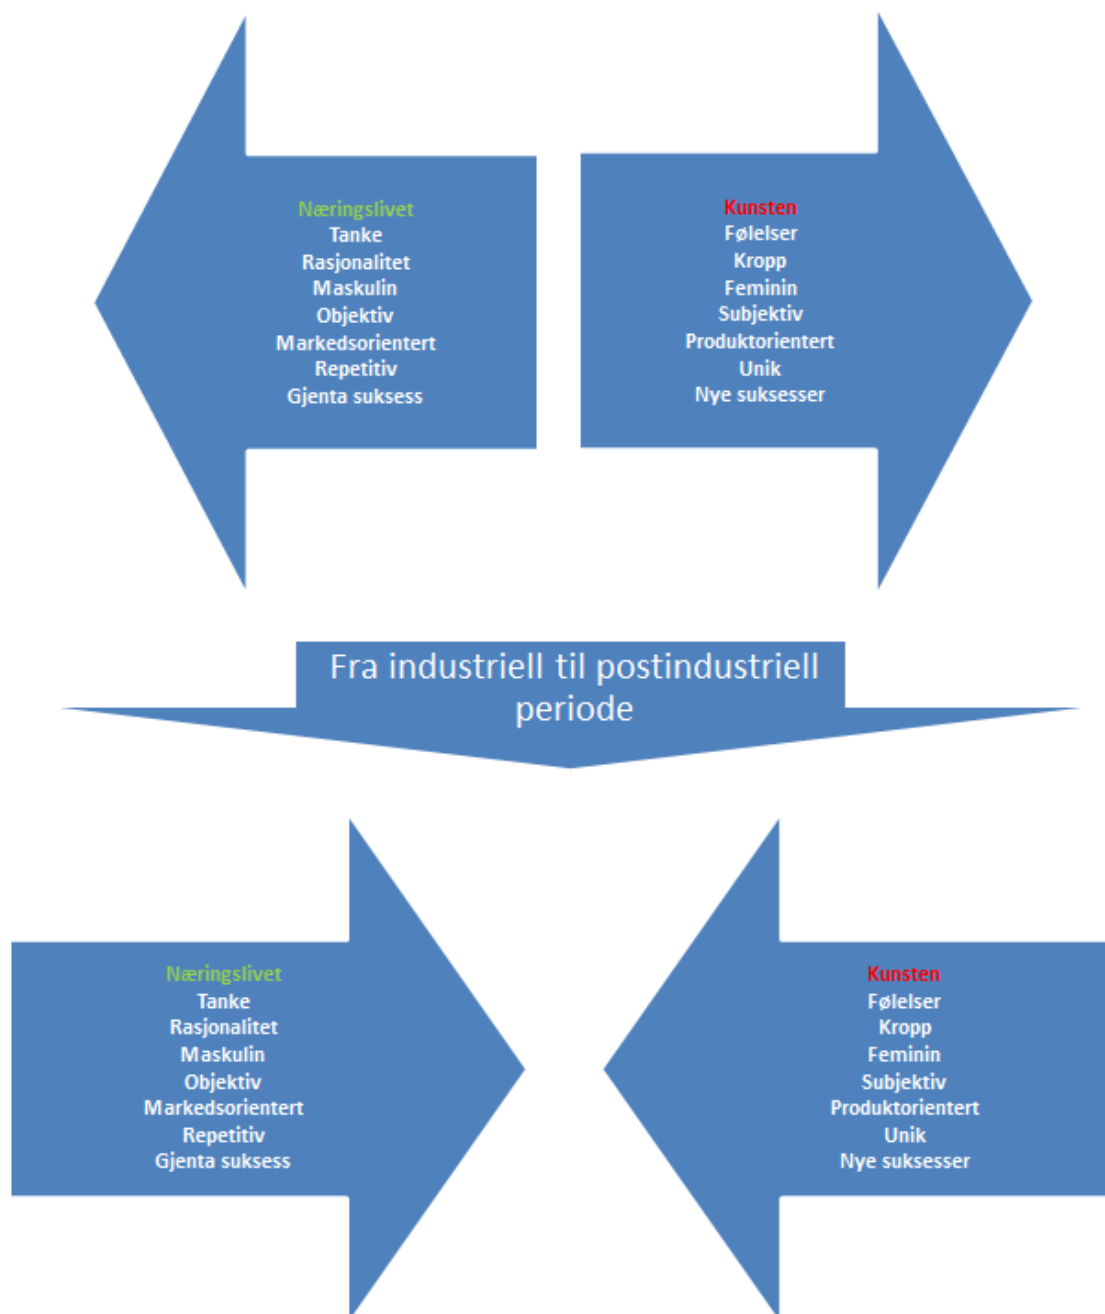 Næringslivet
Tanke
Rasjonalitet
Maskulin
Objektiv
Markedsorientert
Repetitiv
Gjenta suksess
Kunsten
Følelser
Kropp
Feminin
Subjektiv
Produktorientert
Unik
Nye suksesser
Fra industriell til postindustriell
periode
Næringslivet
Tanke
Rasjonalitet
Maskulin
Objektiv
Markedsorientert
Repetitiv
Gjenta suksess
Kunsten
Følelser
Kropp
Feminin
Subjektiv
Produktorientert
Unik
Nye suksesser